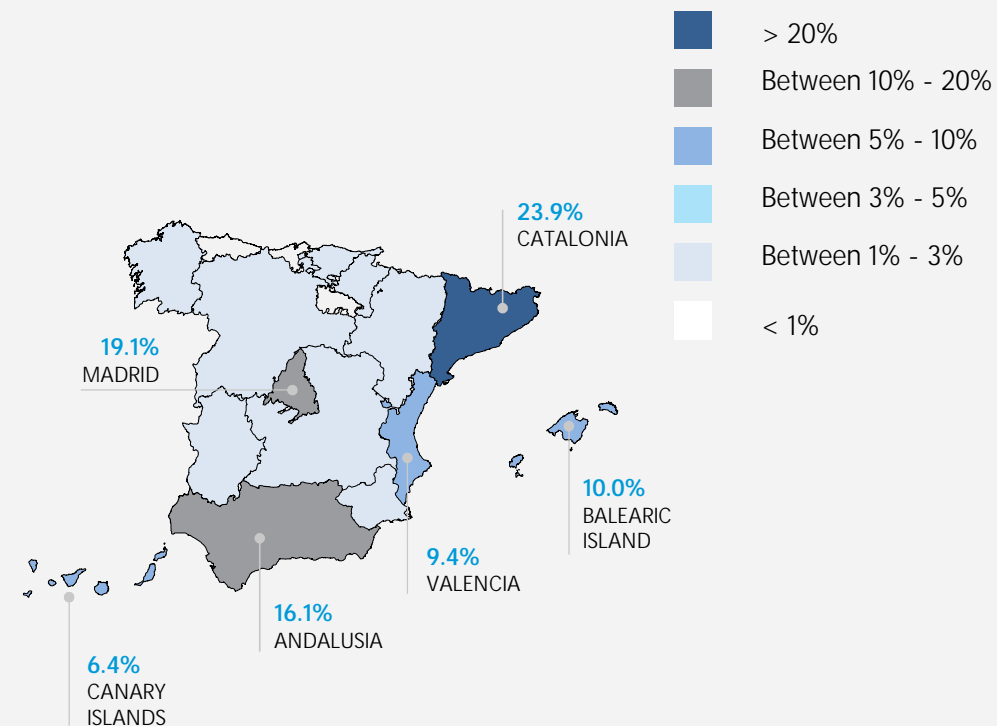 > 20%
Between 10% - 20%
Between 5% - 10%
Between 3% - 5%
Between 1% - 3%
< 1%
23.9%
CATALONIA
19.1%
MADRID
10.0%
BALEARIC
ISLAND
9.4%
VALENCIA
16.1%
ANDALUSIA
6.4%
CANARY
ISLANDS